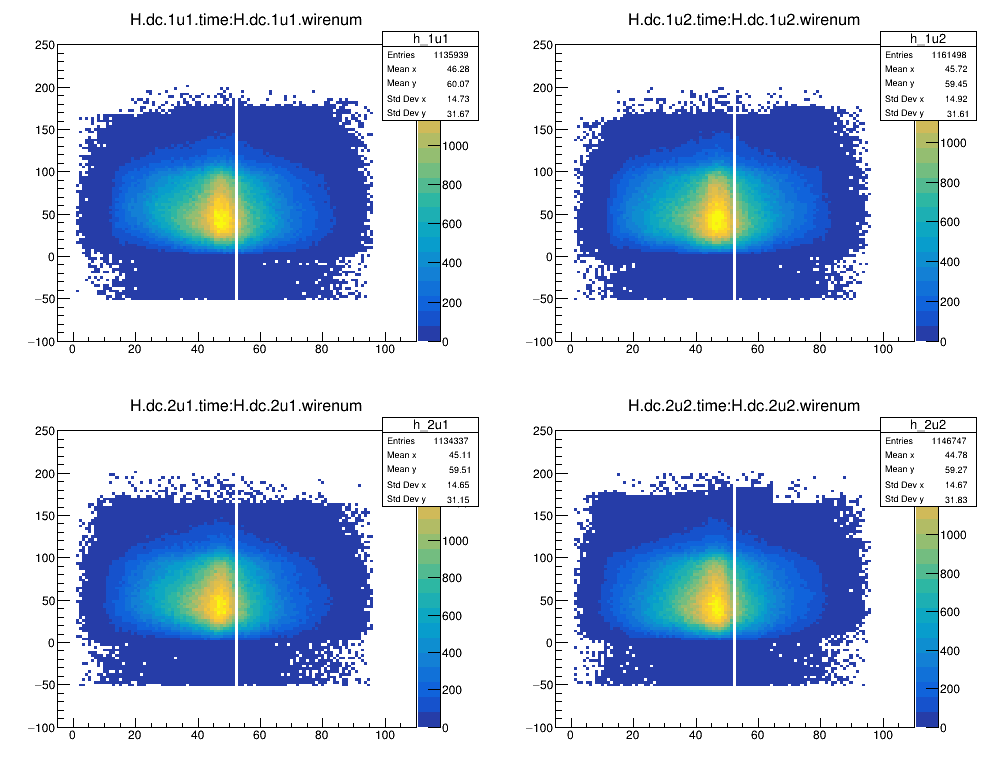 H.dc.1u1.time:H.dc.1u1.wirenum
h_1u1
Entries 1135939
Mean x 46.28
Mean y 60.07
Std Dev x 14.73
Std Dev y 31.67
250
200
150
100
50
0
−50
−100
0 20 40 60 80 100
1000
800
600
400
200
0
H.dc.1u2.time:H.dc.1u2.wirenum
h_1u2
Entries 1161498
Mean x 45.72
Mean y 59.45
Std Dev x 14.92
Std Dev y 31.61
250
200
150
100
50
0
−50
−100
0 20 40 60 80 100
1000
800
600
400
200
0
H.dc.2u1.time:H.dc.2u1.wirenum
h_2u1
Entries 1134337
Mean x 45.11
Mean y 59.51
Std Dev x 14.65
Std Dev y 31.15
250
200
150
100
50
0
−50
−100
0 20 40 60 80 100
1000
800
600
400
200
0
H.dc.2u2.time:H.dc.2u2.wirenum
h_2u2
Entries 1146747
Mean x 44.78
Mean y 59.27
Std Dev x 14.67
Std Dev y 31.83
250
200
150
100
50
0
−50
−100
0 20 40 60 80 100
1000
800
600
400
200
0